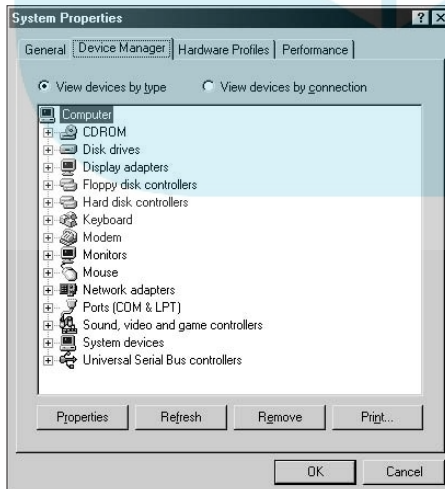 System Properties
General Device Manager Hardware Profiles Performance
View devices by type View devices by connection
Computer
CDROM
Disk drives
Display adapters
Floppy disk controllers
Hard disk controllers
Keyboard
Modem
Monitors
Mouse
Network adapters
Ports (COM & LPT)
Sound, video and game controllers
System devices
Universal Serial Bus controllers
Properties Refresh Remove Print...
OK Cancel